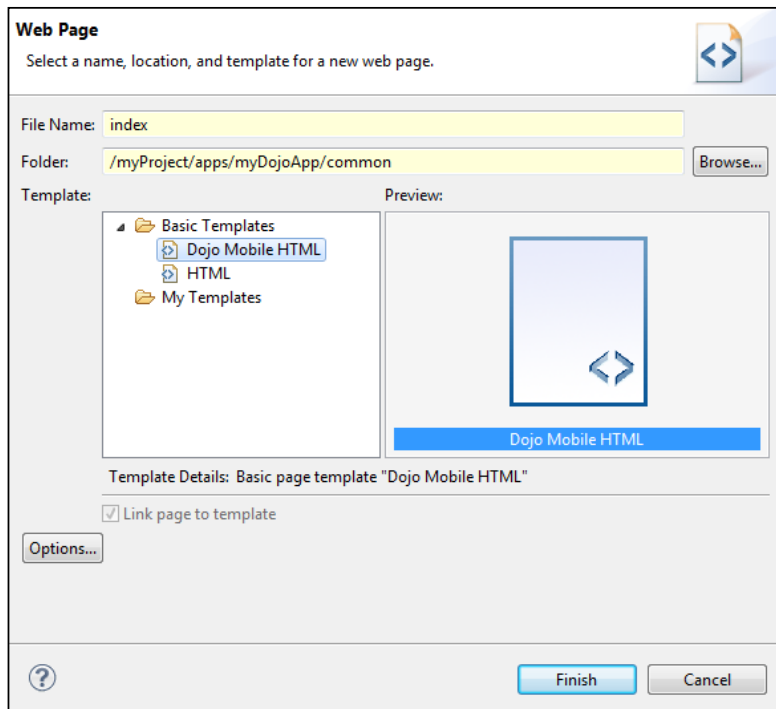 Web Page
Select a name, location, and template for a new web page.
File Name: index
Folder: /myProject/apps/myDojoApp/common Browse...
Template: Preview:
Basic Templates
Dojo Mobile HTML
HTML
My Templates
Dojo Mobile HTML
Template Details: Basic page template "Dojo Mobile HTML"
Link page to template
Options...
? Finish Cancel